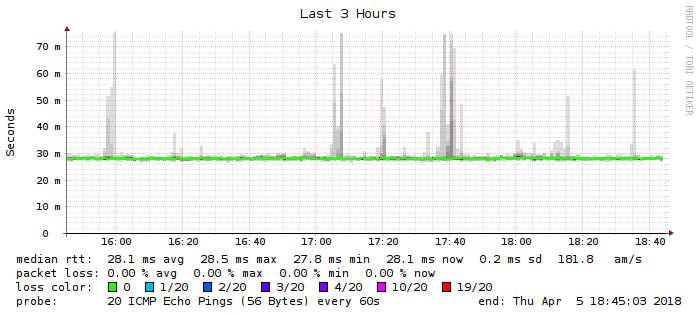 Last 3 Hours
RRDTOOL / TOBI OETIKER
Seconds
70 m
60 m
50 m
40 m
30 m
20 m
10 m
0
16:00 16:20 16:40 17:00 17:20 17:40 18:00 18:20 18:40
median rtt: 28.1 ms avg 28.5 ms max 27.8 ms min 28.1 ms now 0.2 ms sd 181.8 am/s
packet loss: 0.00 % avg 0.00 % max 0.00 % min 0.00 % now
loss color: 0 1/20 2/20 3/20 4/20 10/20 19/20
probe: 20 ICMP Echo Pings (56 Bytes) every 60s end: Thu Apr 5 18:45:03 2018